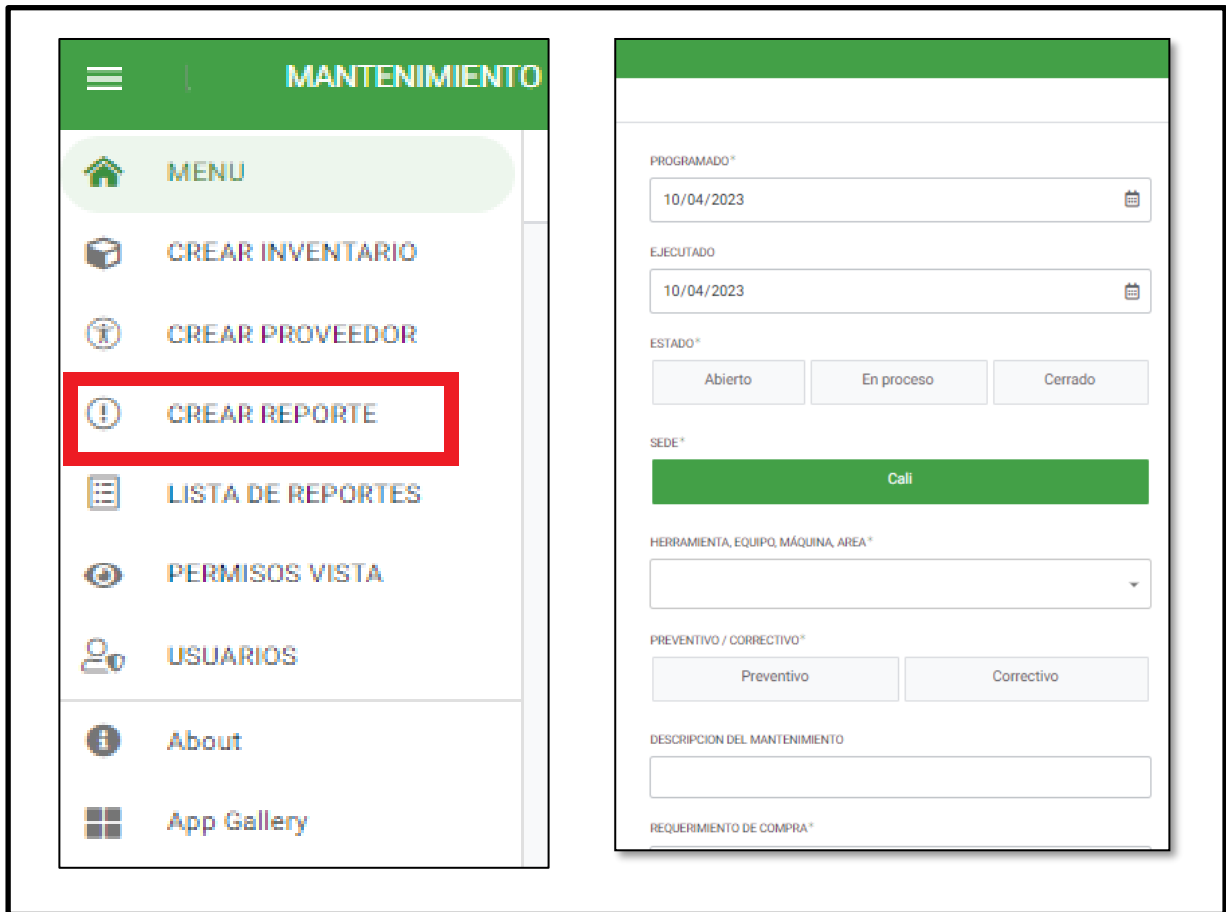 MANTENIMIENTO
MENU
CREAR INVENTARIO
CREAR PROVEEDOR
CREAR REPORTE
LISTA DE REPORTES
PERMISOS VISTA
USUARIOS
About
App Gallery
PROGRAMADO*
10/04/2023
EJECUTADO
10/04/2023
ESTADO*
Abierto En proceso Cerrado
SEDE*
Cali
HERRAMIENTA, EQUIPO, MÁQUINA, AREA*
PREVENTIVO / CORRECTIVO*
Preventivo Correctivo
DESCRIPCION DEL MANTENIMIENTO
REQUERIMIENTO DE COMPRA*